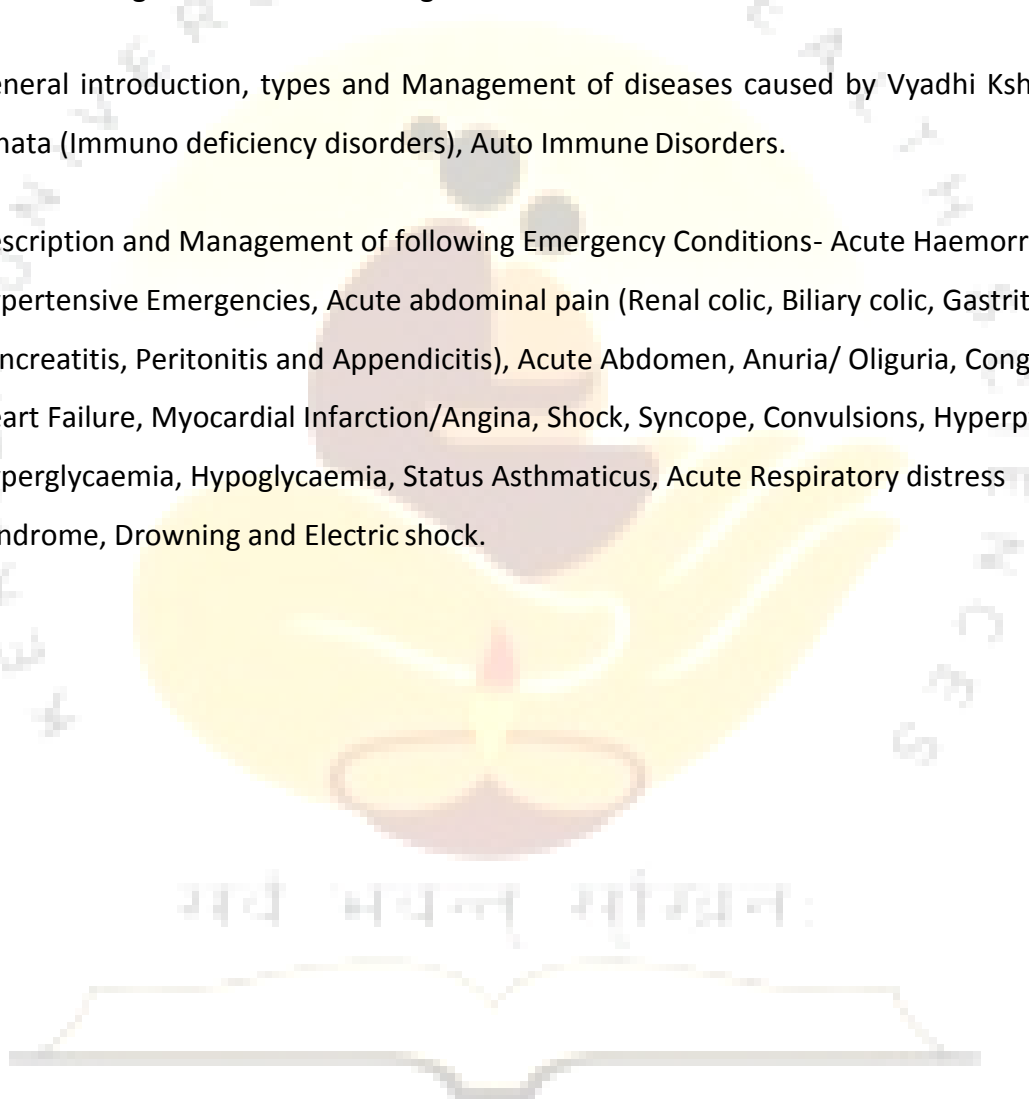 eneral introduction, types and Management of diseases caused by Vyadhi Ksh
nata (Immuno deficiency disorders), Auto Immune Disorders.
escription and Management of following Emergency Conditions- Acute Haemorr
pertensive Emergencies, Acute abdominal pain (Renal colic, Biliary colic, Gastrit
ncreatitis, Peritonitis and Appendicitis), Acute Abdomen, Anuria/ Oliguria, Cong
art Failure, Myocardial Infarction/Angina, Shock, Syncope, Convulsions, Hyperp
perglycaemia, Hypoglycaemia, Status Asthmaticus, Acute Respiratory distress
ndrome, Drowning and Electric shock.